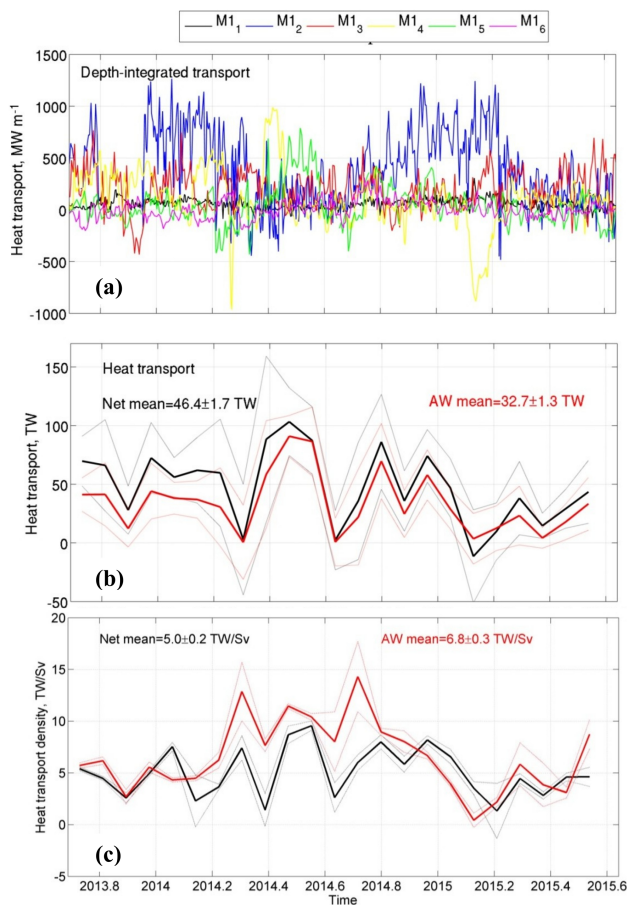 M1₁ M1₂ M1₃ M1₄ M1₅ M1₆
Depth-integrated transport
Heat transport, MW m⁻¹
1500
1000
500
0
-500
-1000
(a)
Heat transport
Net mean=46.4±1.7 TW
AW mean=32.7±1.3 TW
Heat transport, TW
150
100
50
0
-50
(b)
Net mean=5.0±0.2 TW/Sv
AW mean=6.8±0.3 TW/Sv
Heat transport density, TW/Sv
20
15
10
5
0
-5
(c)
2013.8 2014 2014.2 2014.4 2014.6 2014.8 2015 2015.2 2015.4 2015.6
Time